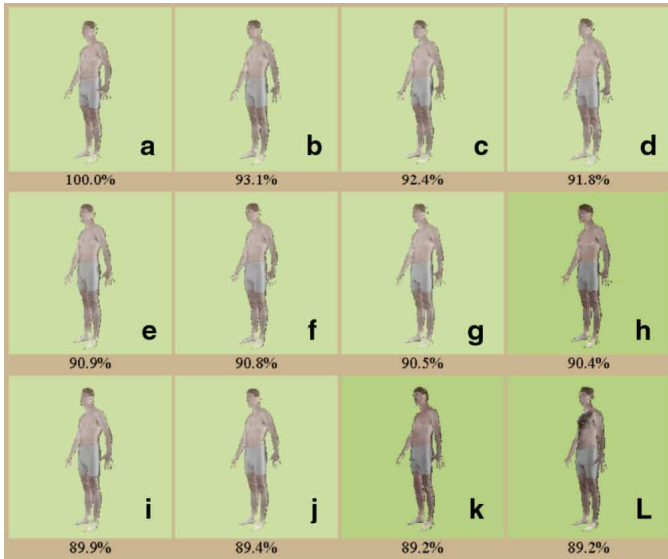 a b c d
100.0% 93.1% 92.4% 91.8%
e f g h
90.9% 90.8% 90.5% 90.4%
i j k L
89.9% 89.4% 89.2% 89.2%